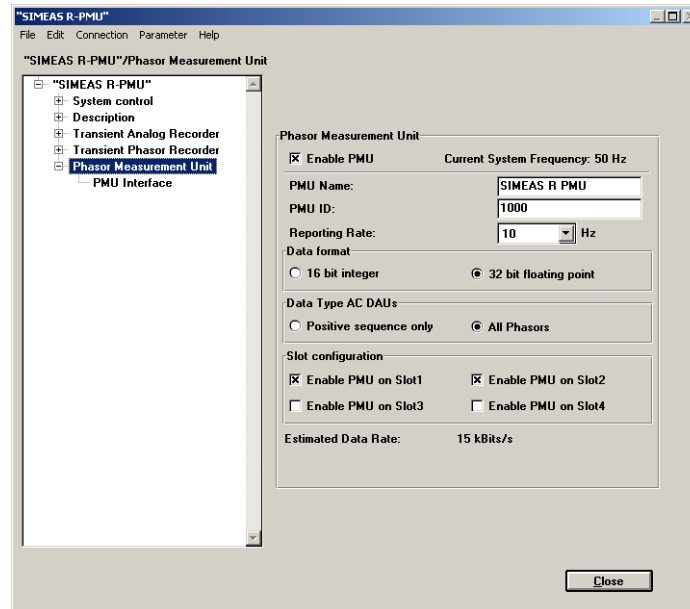 "SIMEAS R-PMU"
File Edit Connection Parameter Help
"SIMEAS R-PMU"/Phasor Measurement Unit
"SIMEAS R-PMU"
System control
Description
Transient Analog Recorder
Transient Phasor Recorder
Phasor Measurement Unit
PMU Interface
Phasor Measurement Unit
Enable PMU Current System Frequency: 50 Hz
PMU Name: SIMEAS R PMU
PMU ID: 1000
Reporting Rate: 10 Hz
Data format
16 bit integer 32 bit floating point
Data Type AC DAUs
Positive sequence only All Phasors
Slot configuration
Enable PMU on Slot1 Enable PMU on Slot2
Enable PMU on Slot3 Enable PMU on Slot4
Estimated Data Rate: 15 kBits/s
Close